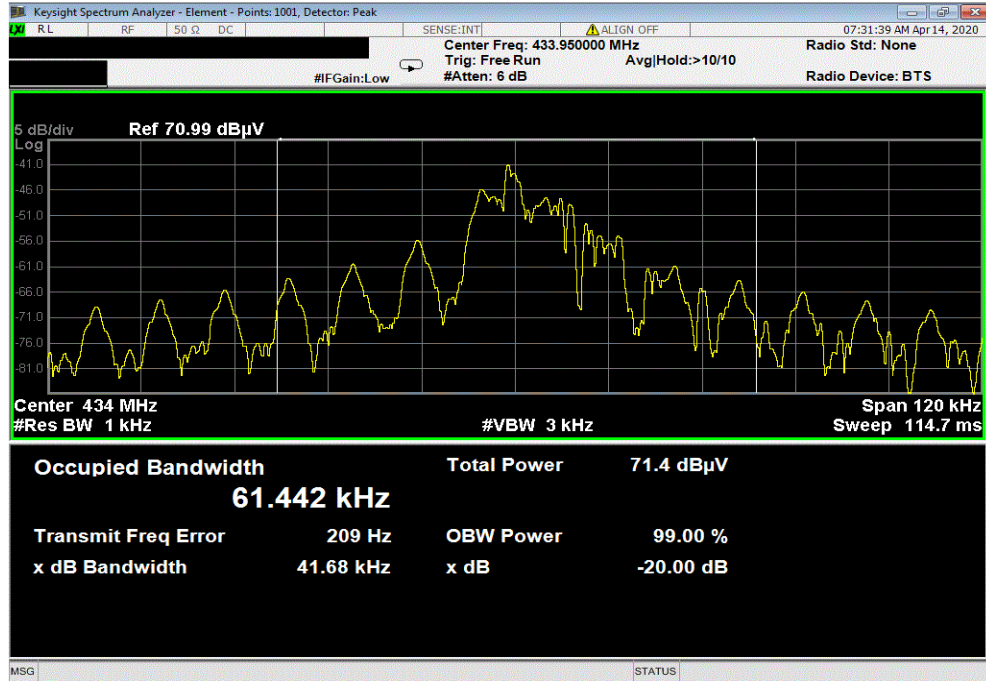 Keysight Spectrum Analyzer - Element - Points: 1001, Detector: Peak
LXI RL RF 50 Ω DC SENSE:INT ALIGN OFF 07:31:39 AM Apr 14, 2020
Center Freq: 433.950000 MHz Radio Std: None
Trig: Free Run Avg|Hold:>10/10
#IFGain:Low #Atten: 6 dB Radio Device: BTS
5 dB/div Ref 70.99 dBµV
Log
-41.0
-46.0
-51.0
-56.0
-61.0
-66.0
-71.0
-76.0
-81.0
Center 434 MHz Span 120 kHz
#Res BW 1 kHz #VBW 3 kHz Sweep 114.7 ms
Occupied Bandwidth Total Power 71.4 dBµV
61.442 kHz
Transmit Freq Error 209 Hz OBW Power 99.00 %
x dB Bandwidth 41.68 kHz x dB -20.00 dB
MSG STATUS